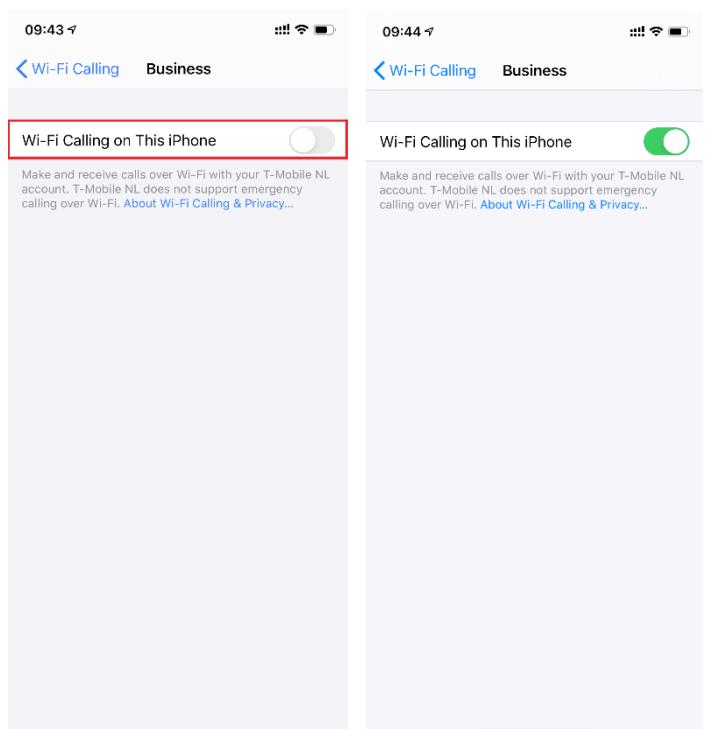 09:43
Wi-Fi Calling Business
Wi-Fi Calling on This iPhone
Make and receive calls over Wi-Fi with your T-Mobile NL
account. T-Mobile NL does not support emergency
calling over Wi-Fi. About Wi-Fi Calling & Privacy...
09:44
Wi-Fi Calling Business
Wi-Fi Calling on This iPhone
Make and receive calls over Wi-Fi with your T-Mobile NL
account. T-Mobile NL does not support emergency
calling over Wi-Fi. About Wi-Fi Calling & Privacy...